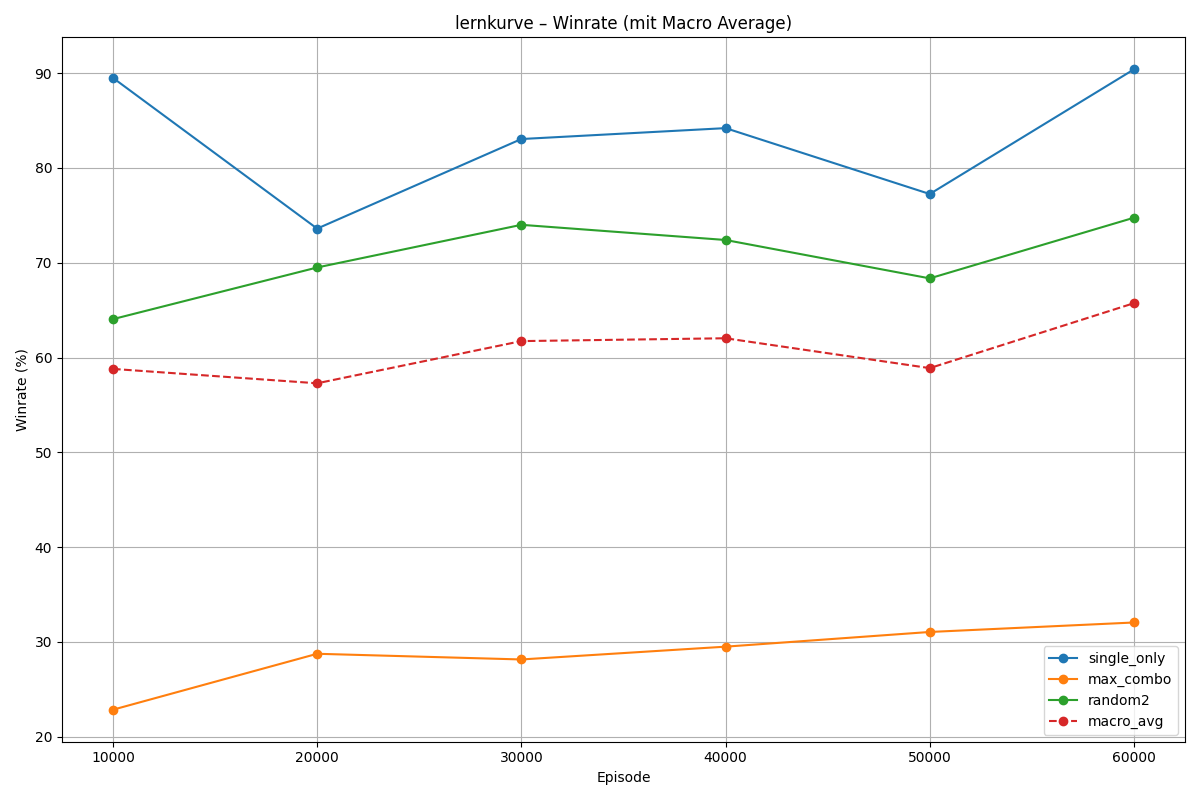 lernkurve – Winrate (mit Macro Average)
Winrate (%)
90
80
70
60
50
40
30
20
10000 20000 30000 40000 50000 60000
Episode
single_only
max_combo
random2
macro_avg